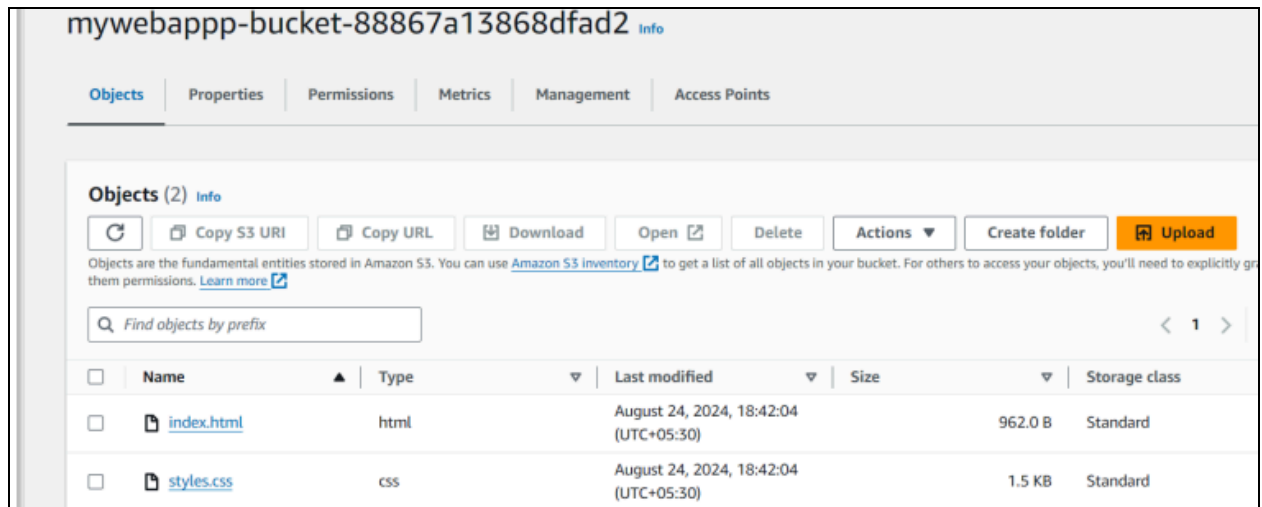 mywebappp-bucket-88867a13868dfad2 Info
Objects Properties Permissions Metrics Management Access Points
Objects (2) Info
Copy S3 URI Copy URL Download Open Delete Actions ▼ Create folder Upload
Objects are the fundamental entities stored in Amazon S3. You can use Amazon S3 inventory to get a list of all objects in your bucket. For others to access your objects, you'll need to explicitly gr
them permissions. Learn more
Find objects by prefix
< 1 >
Name Type Last modified Size Storage class
index.html html August 24, 2024, 18:42:04 962.0 B Standard
(UTC+05:30)
styles.css css August 24, 2024, 18:42:04 1.5 KB Standard
(UTC+05:30)